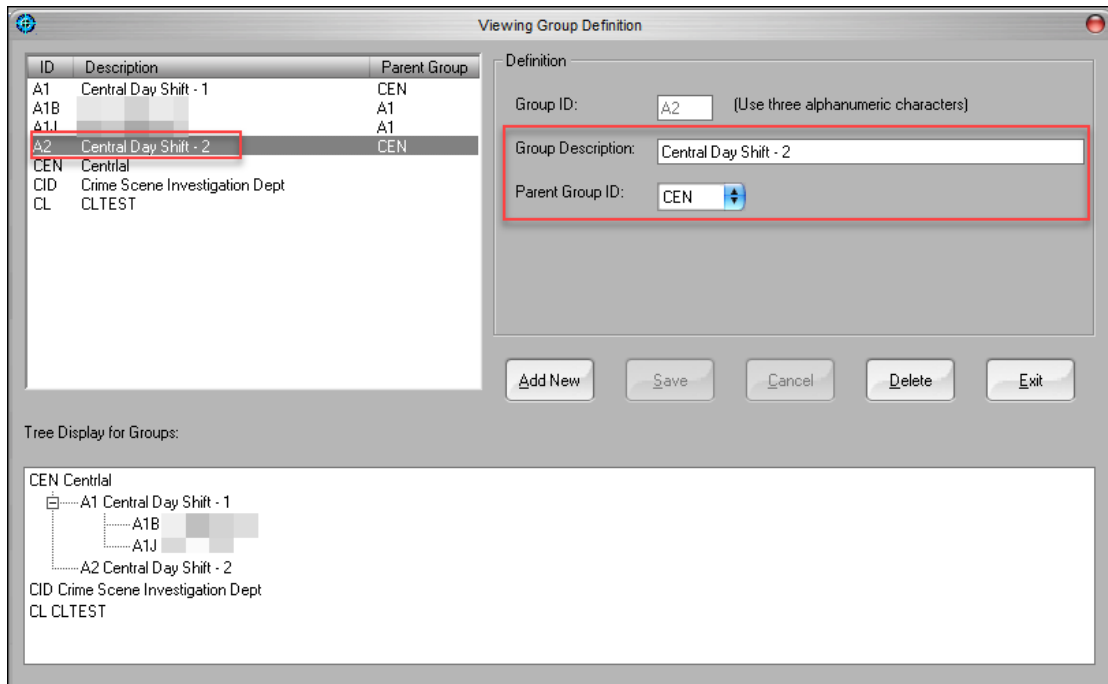 Viewing Group Definition
ID Description Parent Group
A1 Central Day Shift - 1 CEN
A1B A1
A1J A1
A2 Central Day Shift - 2 CEN
CEN Centrlal
CID Crime Scene Investigation Dept
CL CLTEST
Definition
Group ID: A2 (Use three alphanumeric characters)
Group Description: Central Day Shift - 2
Parent Group ID: CEN
Add New Save Cancel Delete Exit
Tree Display for Groups:
CEN Centrlal
A1 Central Day Shift - 1
A1B
A1J
A2 Central Day Shift - 2
CID Crime Scene Investigation Dept
CL CLTEST